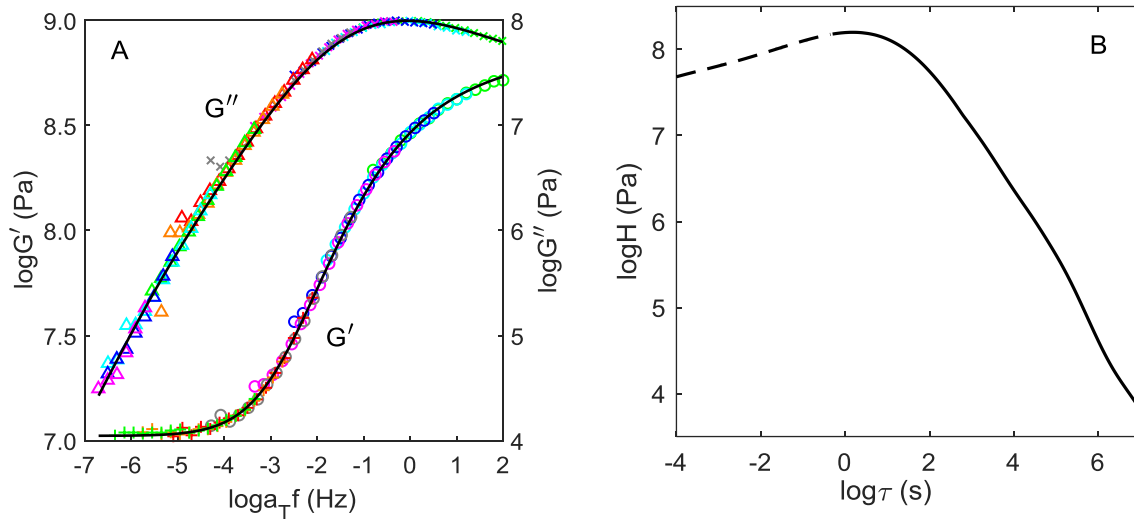 A
G′′
G′
9.0
8.5
8.0
7.5
7.0
logG′ (Pa)
8
7
6
5
4
logG′′ (Pa)
-7 -6 -5 -4 -3 -2 -1 0 1 2
loga_T f (Hz)
B
8
7
6
5
4
logH (Pa)
-4 -2 0 2 4 6
logτ (s)